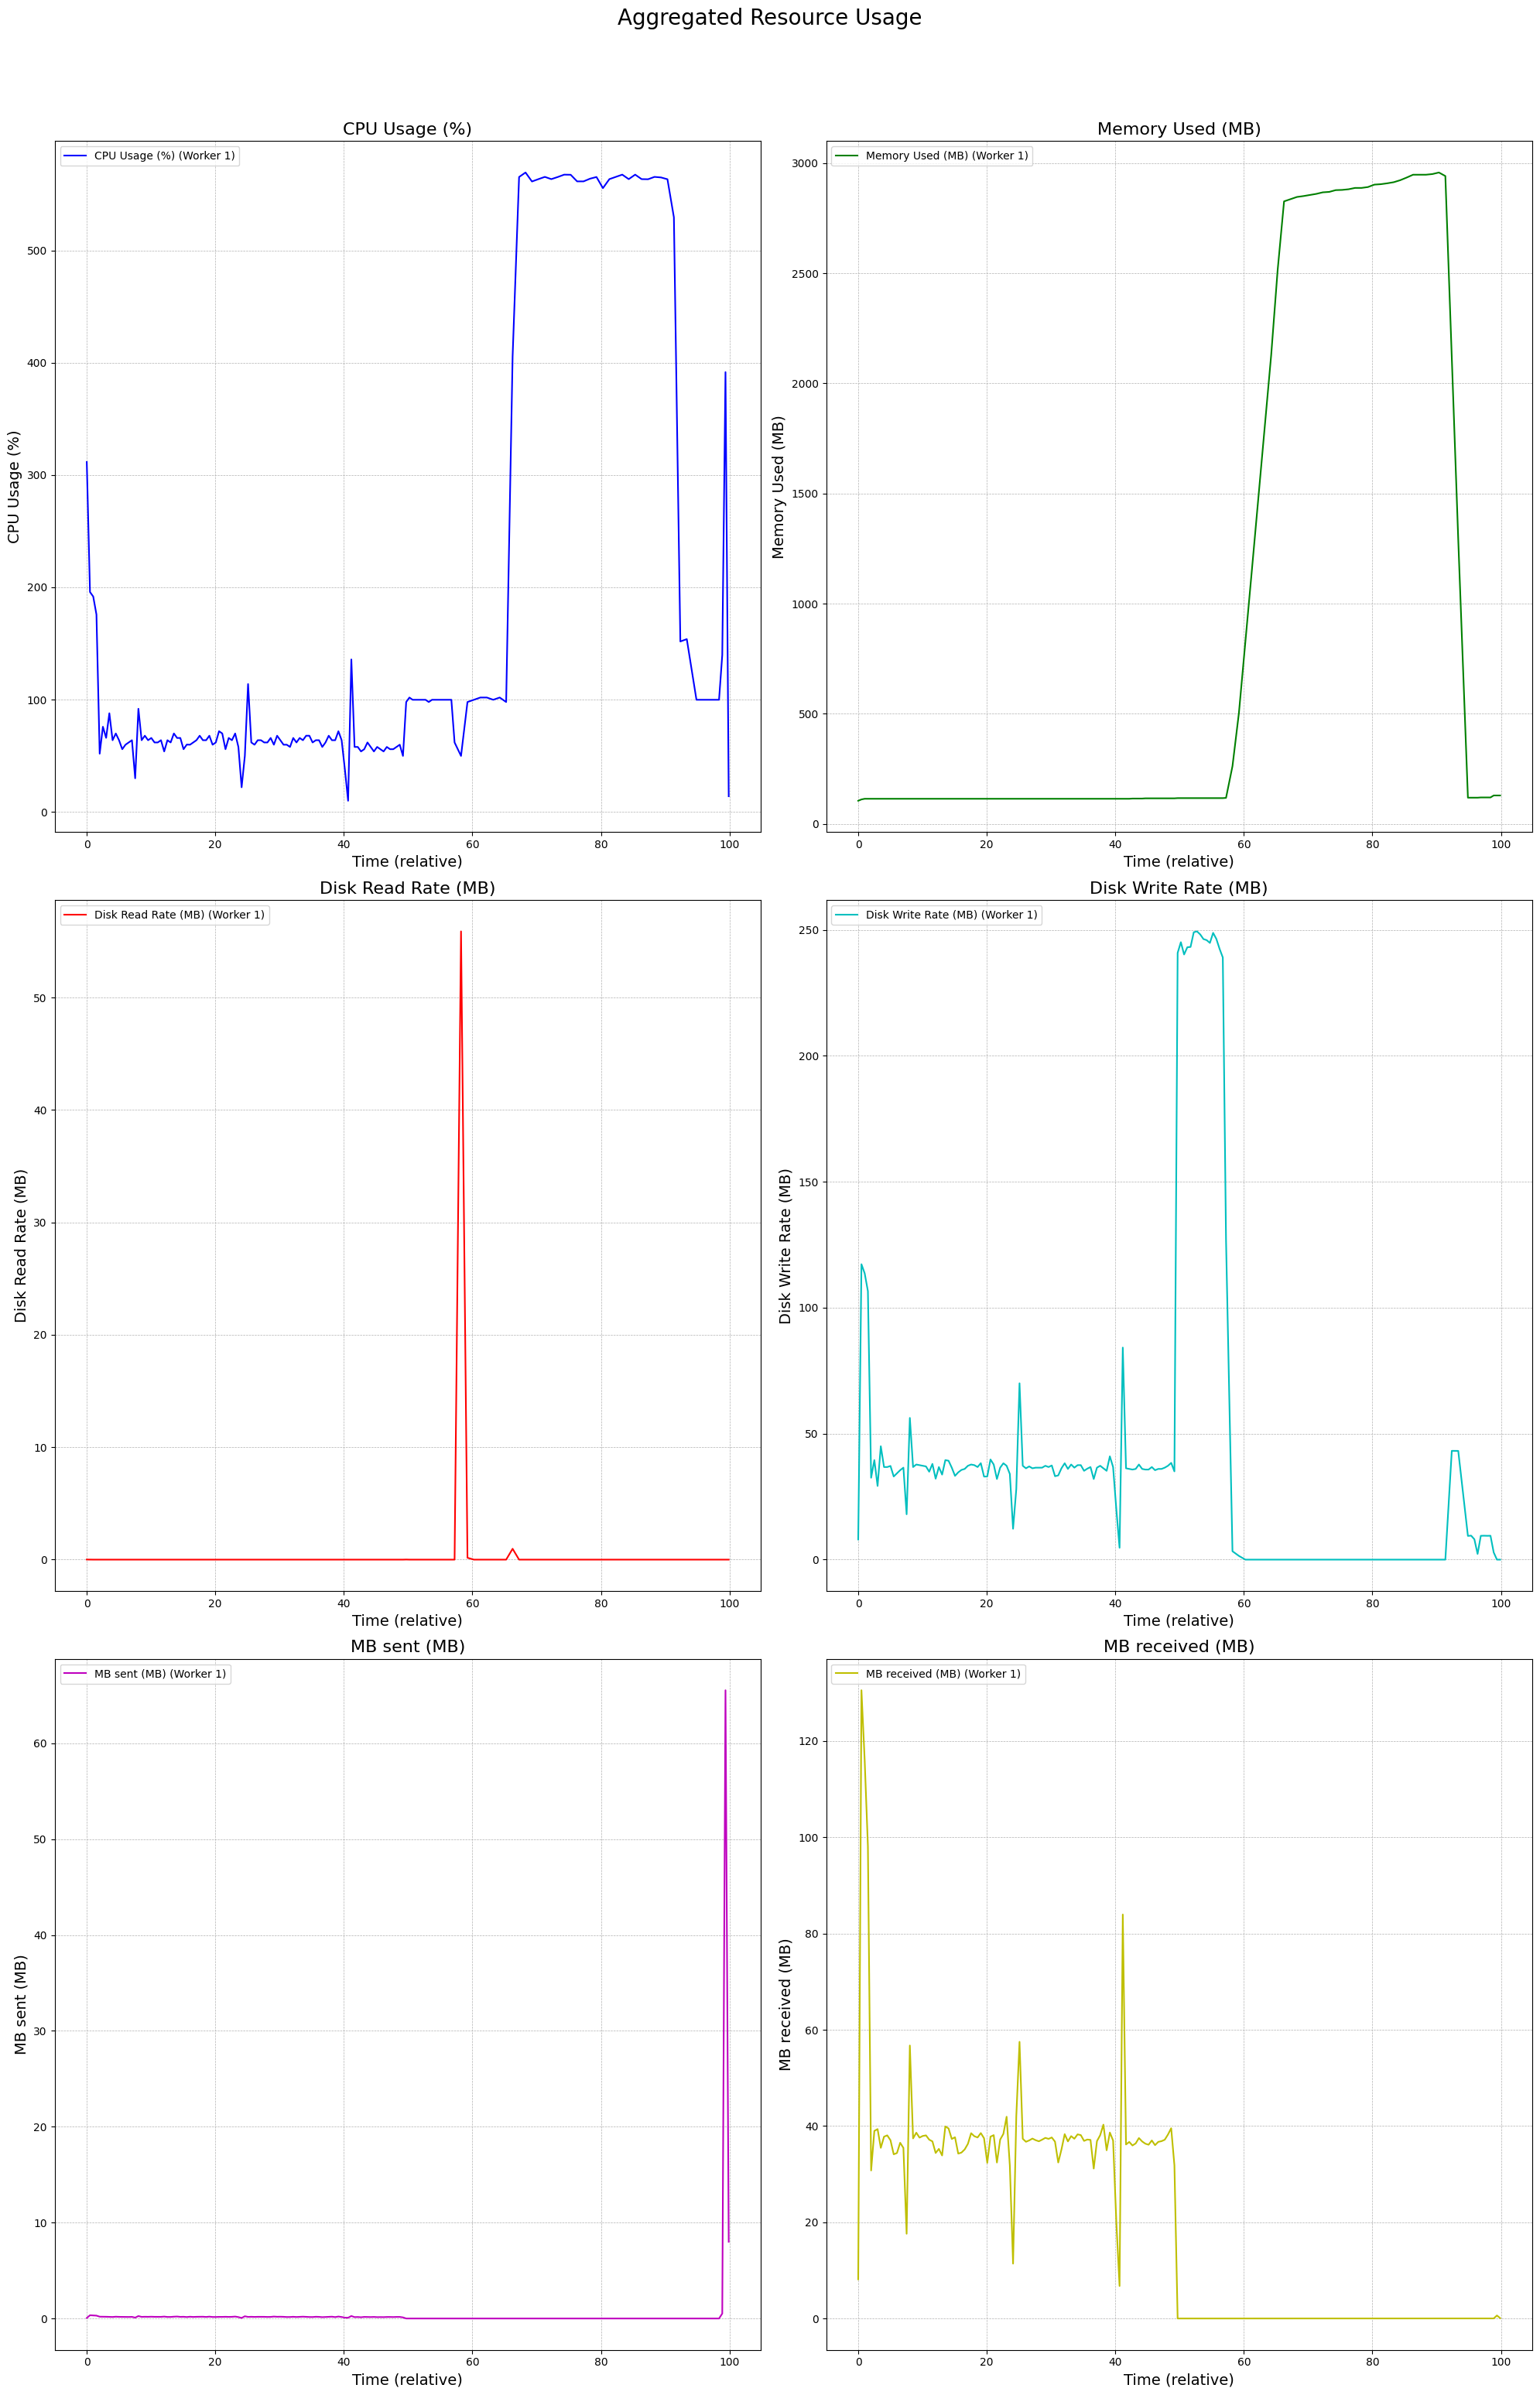 Aggregated Resource Usage
CPU Usage (%)
CPU Usage (%) (Worker 1)
CPU Usage (%)
500
400
300
200
100
0
0 20 40 60 80 100
Time (relative)
Memory Used (MB)
Memory Used (MB) (Worker 1)
Memory Used (MB)
3000
2500
2000
1500
1000
500
0
0 20 40 60 80 100
Time (relative)
Disk Read Rate (MB)
Disk Read Rate (MB) (Worker 1)
Disk Read Rate (MB)
50
40
30
20
10
0
0 20 40 60 80 100
Time (relative)
Disk Write Rate (MB)
Disk Write Rate (MB) (Worker 1)
Disk Write Rate (MB)
250
200
150
100
50
0
0 20 40 60 80 100
Time (relative)
MB sent (MB)
MB sent (MB) (Worker 1)
MB sent (MB)
60
50
40
30
20
10
0
0 20 40 60 80 100
Time (relative)
MB received (MB)
MB received (MB) (Worker 1)
MB received (MB)
120
100
80
60
40
20
0
0 20 40 60 80 100
Time (relative)